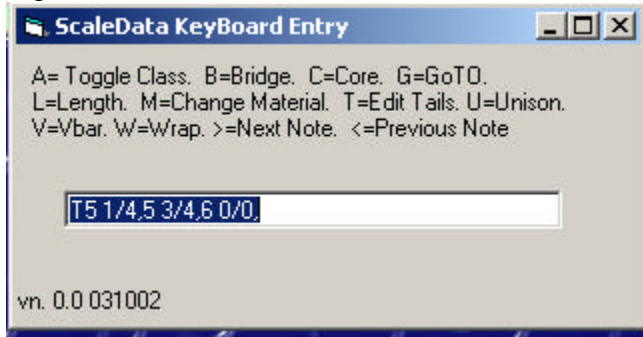 ScaleData KeyBoard Entry
A= Toggle Class. B=Bridge. C=Core. G=GoTO.
L=Length. M=Change Material. T=Edit Tails. U=Unison.
V=Vbar. W=Wrap. >=Next Note. <=Previous Note
T5 1/4,5 3/4,6 0/0,
vn. 0.0 031002